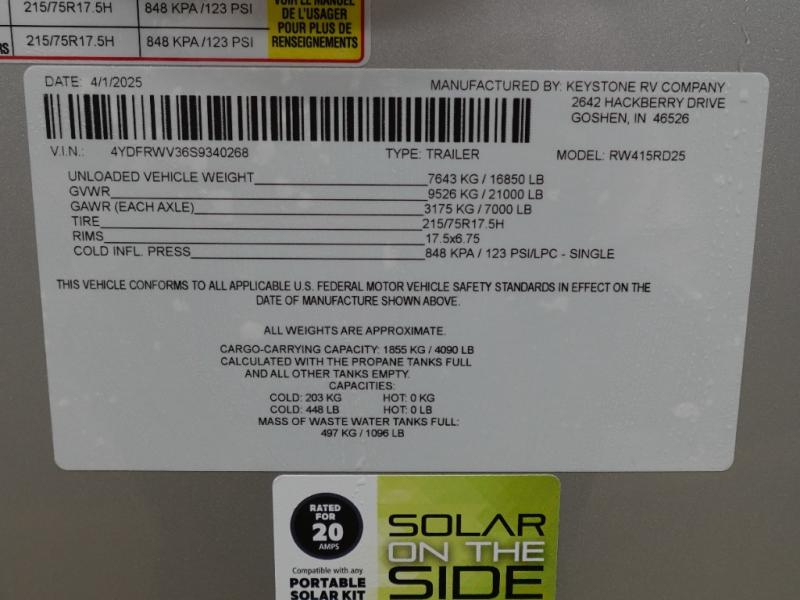 215/75R17.5H 848 KPA /123 PSI
VOIR LE MANUEL
DE L'USAGER
POUR PLUS DE
RENSEIGNEMENTS
215/75R17.5H 848 KPA /123 PSI
DATE: 4/1/2025 MANUFACTURED BY: KEYSTONE RV COMPANY
2642 HACKBERRY DRIVE
GOSHEN, IN 46526
V.I.N.: 4YDFRWV36S9340268 TYPE: TRAILER MODEL: RW415RD25
UNLOADED VEHICLE WEIGHT 7643 KG / 16850 LB
GVWR 9526 KG / 21000 LB
GAWR (EACH AXLE) 3175 KG / 7000 LB
TIRE 215/75R17.5H
RIMS 17.5x6.75
COLD INFL. PRESS 848 KPA / 123 PSI/LPC - SINGLE
THIS VEHICLE CONFORMS TO ALL APPLICABLE U.S. FEDERAL MOTOR VEHICLE SAFETY STANDARDS IN EFFECT ON THE
DATE OF MANUFACTURE SHOWN ABOVE.
ALL WEIGHTS ARE APPROXIMATE.
CARGO-CARRYING CAPACITY: 1855 KG / 4090 LB
CALCULATED WITH THE PROPANE TANKS FULL
AND ALL OTHER TANKS EMPTY.
CAPACITIES:
COLD: 203 KG HOT: 0 KG
COLD: 448 LB HOT: 0 LB
MASS OF WASTE WATER TANKS FULL:
497 KG / 1096 LB
RATED
FOR
20
AMPS
Compatible with any
PORTABLE
SOLAR KIT
SOLAR
ON THE
SIDE